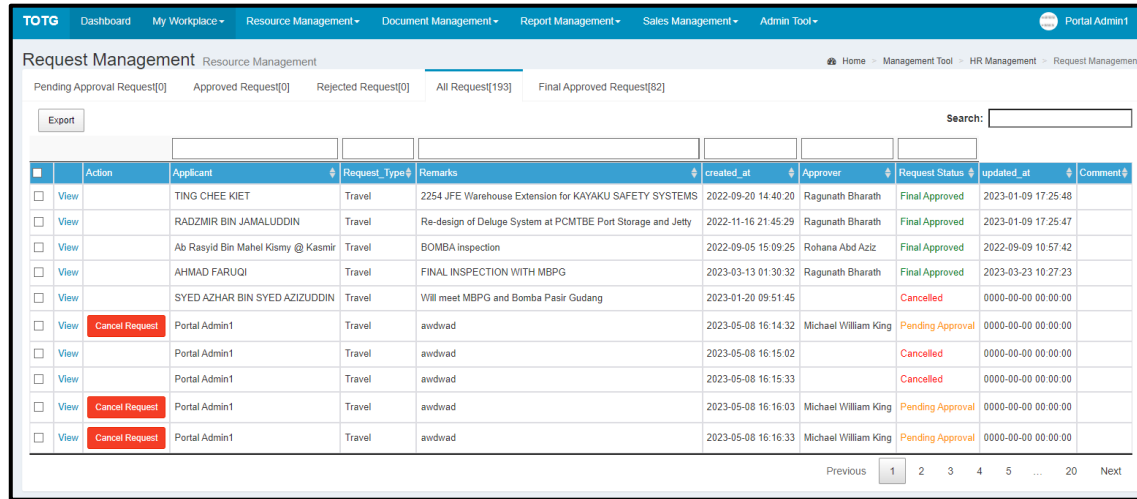 TOTG Dashboard My Workplace Resource Management Document Management Report Management Sales Management Admin Tool Portal Admin1
Request Management Resource Management Home > Management Tool > HR Management > Request Managemen
Pending Approval Request[0] Approved Request[0] Rejected Request[0] All Request[193] Final Approved Request[82]
Export Search:
Action Applicant Request_Type Remarks created_at Approver Request Status updated_at Comment
View TING CHEE KIET Travel 2254 JFE Warehouse Extension for KAYAKU SAFETY SYSTEMS 2022-09-20 14:40:20 Ragunath Bharath Final Approved 2023-01-09 17:25:48
View RADZMIR BIN JAMALUDDIN Travel Re-design of Deluge System at PCMTBE Port Storage and Jetty 2022-11-16 21:45:29 Ragunath Bharath Final Approved 2023-01-09 17:25:47
View Ab Rasyid Bin Mahel Kismy @ Kasmir Travel BOMBA inspection 2022-09-05 15:09:25 Rohana Abd Aziz Final Approved 2022-09-09 10:57:42
View AHMAD FARUQI Travel FINAL INSPECTION WITH MBPG 2023-03-13 01:30:32 Ragunath Bharath Final Approved 2023-03-23 10:27:23
View SYED AZHAR BIN SYED AZIZUDDIN Travel Will meet MBPG and Bomba Pasir Gudang 2023-01-20 09:51:45 Cancelled 0000-00-00 00:00:00
View Cancel Request Portal Admin1 Travel awdwad 2023-05-08 16:14:32 Michael William King Pending Approval 0000-00-00 00:00:00
View Portal Admin1 Travel awdwad 2023-05-08 16:15:02 Cancelled 0000-00-00 00:00:00
View Portal Admin1 Travel awdwad 2023-05-08 16:15:33 Cancelled 0000-00-00 00:00:00
View Cancel Request Portal Admin1 Travel awdwad 2023-05-08 16:16:03 Michael William King Pending Approval 0000-00-00 00:00:00
View Cancel Request Portal Admin1 Travel awdwad 2023-05-08 16:16:33 Michael William King Pending Approval 0000-00-00 00:00:00
Previous 1 2 3 4 5 ... 20 Next